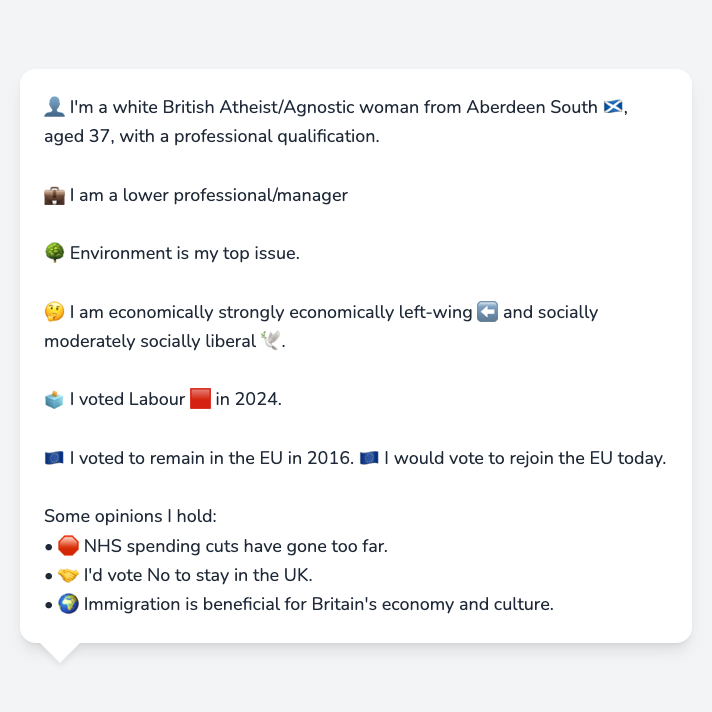 👤 I'm a white British Atheist/Agnostic woman from Aberdeen South 🏴󠁧󠁢󠁳󠁣󠁴󠁿,
aged 37, with a professional qualification.
💼 I am a lower professional/manager
🌳 Environment is my top issue.
🤔 I am economically strongly economically left-wing ⬅️ and socially
moderately socially liberal 🕊️.
🗳️ I voted Labour 🟥 in 2024.
🇪🇺 I voted to remain in the EU in 2016. 🇪🇺 I would vote to rejoin the EU today.
Some opinions I hold:
• 🛑 NHS spending cuts have gone too far.
• 🤝 I'd vote No to stay in the UK.
• 🌍 Immigration is beneficial for Britain's economy and culture.